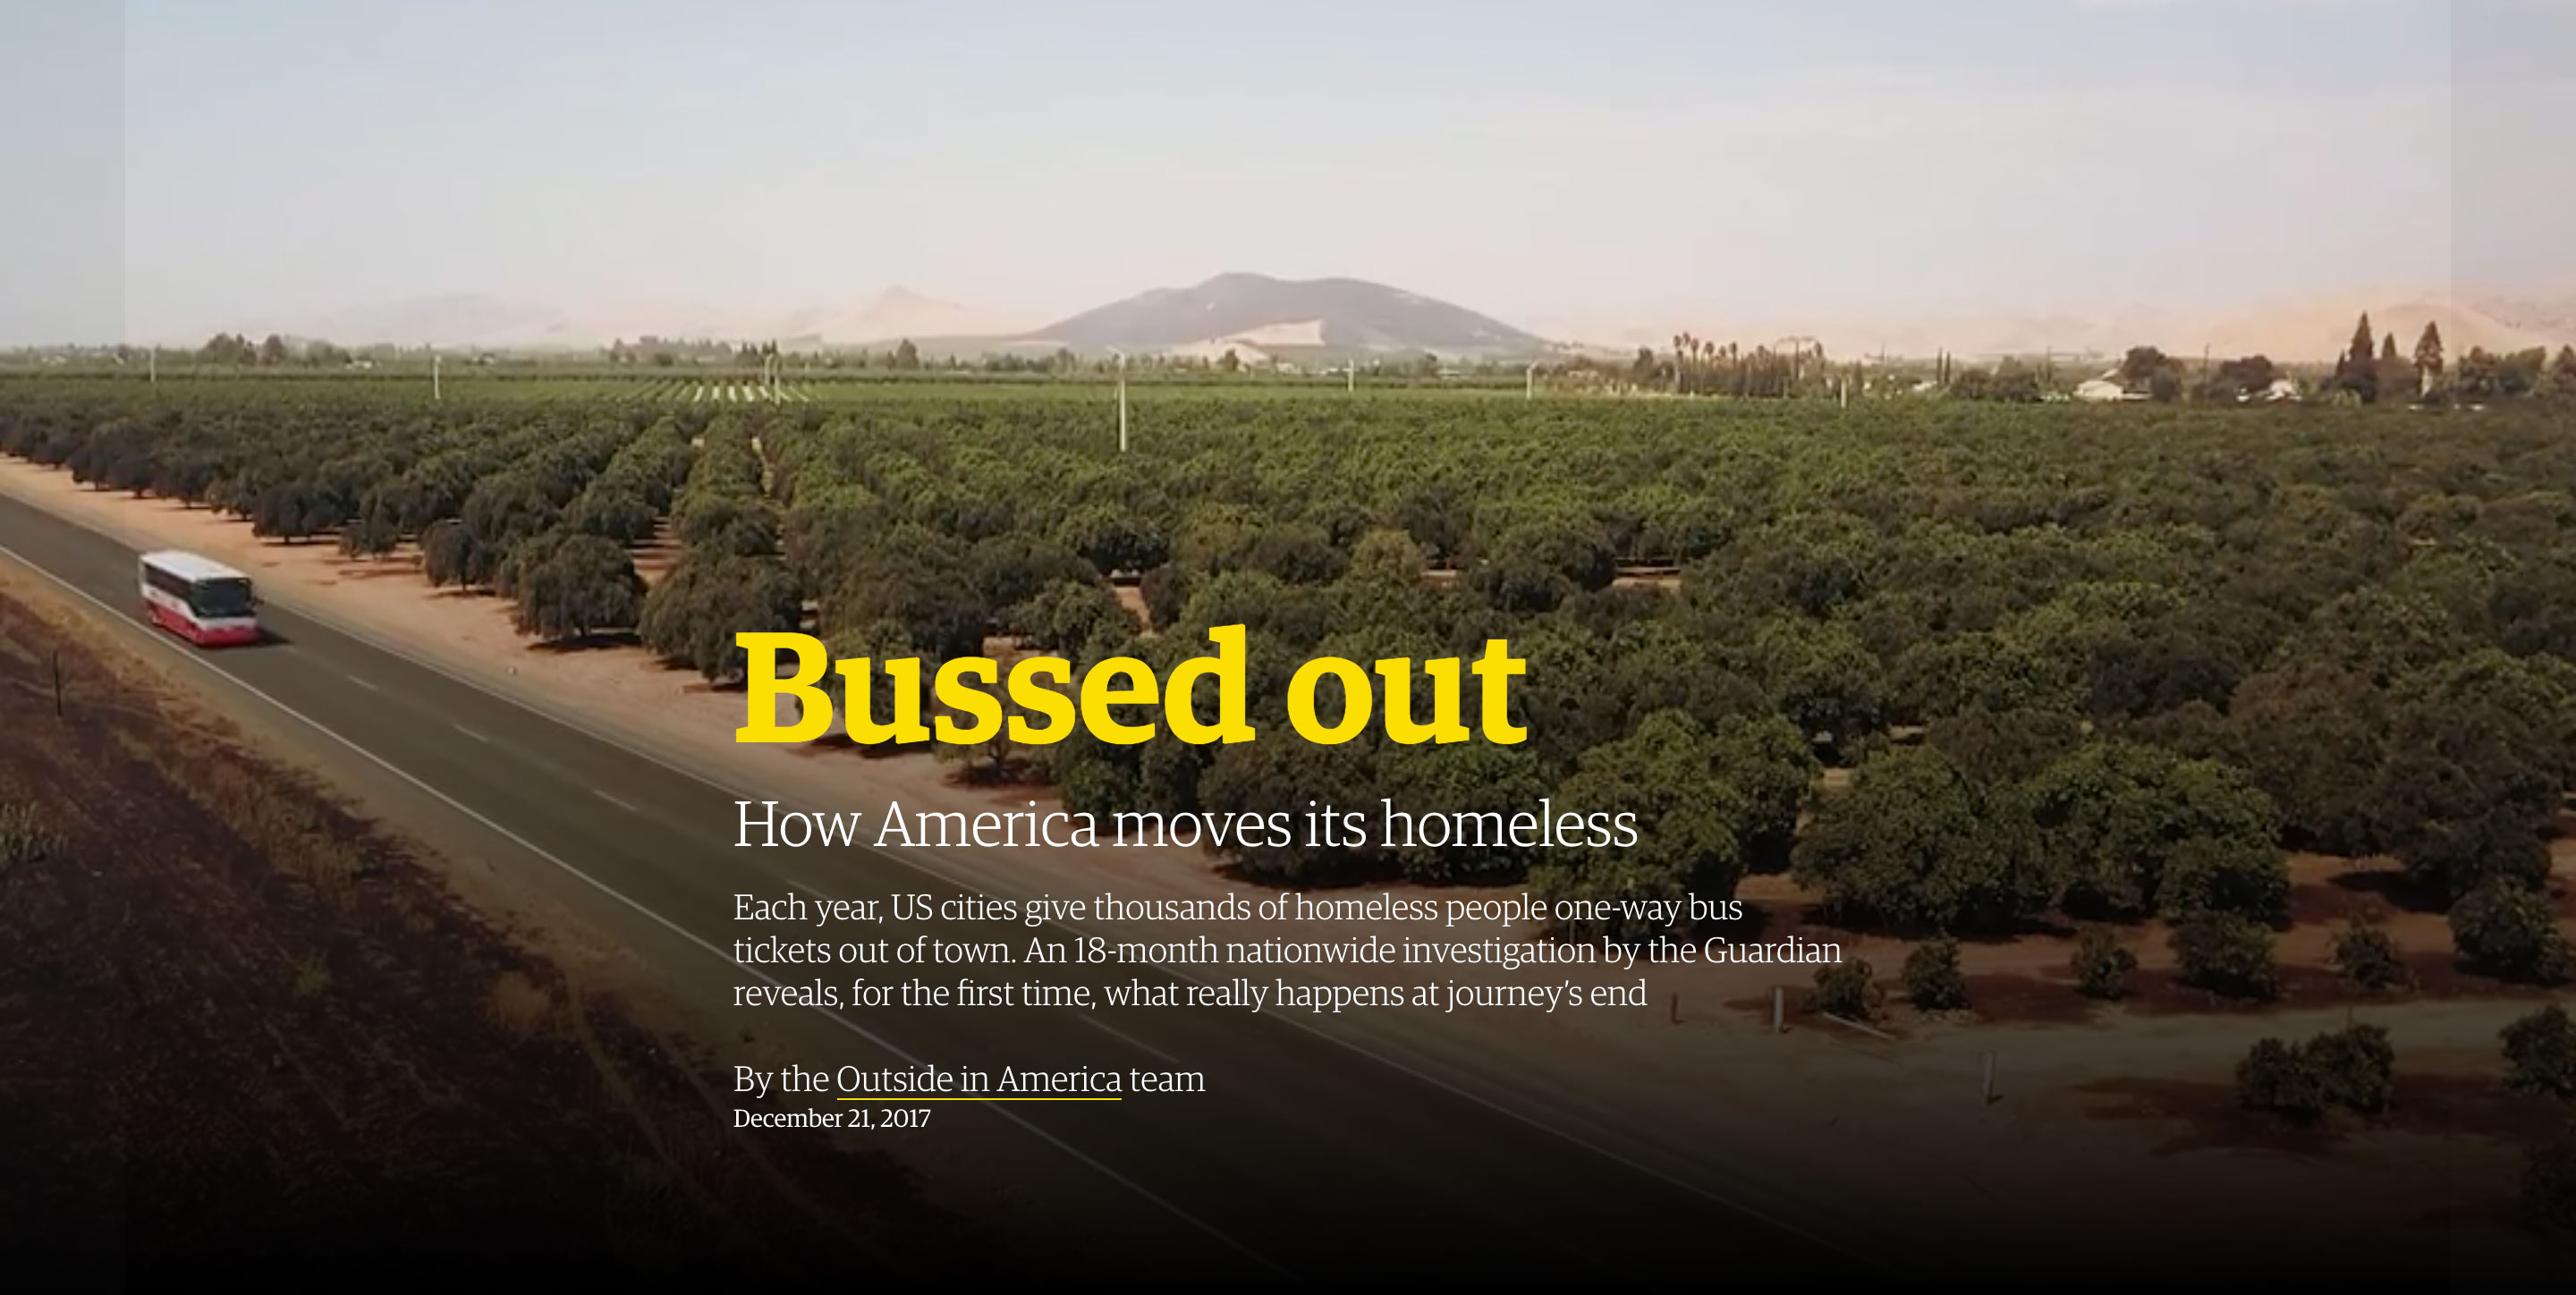 Bussed out
How America moves its homeless
Each year, US cities give thousands of homeless people one-way bus
tickets out of town. An 18-month nationwide investigation by the Guardian
reveals, for the first time, what really happens at journey’s end
By the Outside in America team
December 21, 2017